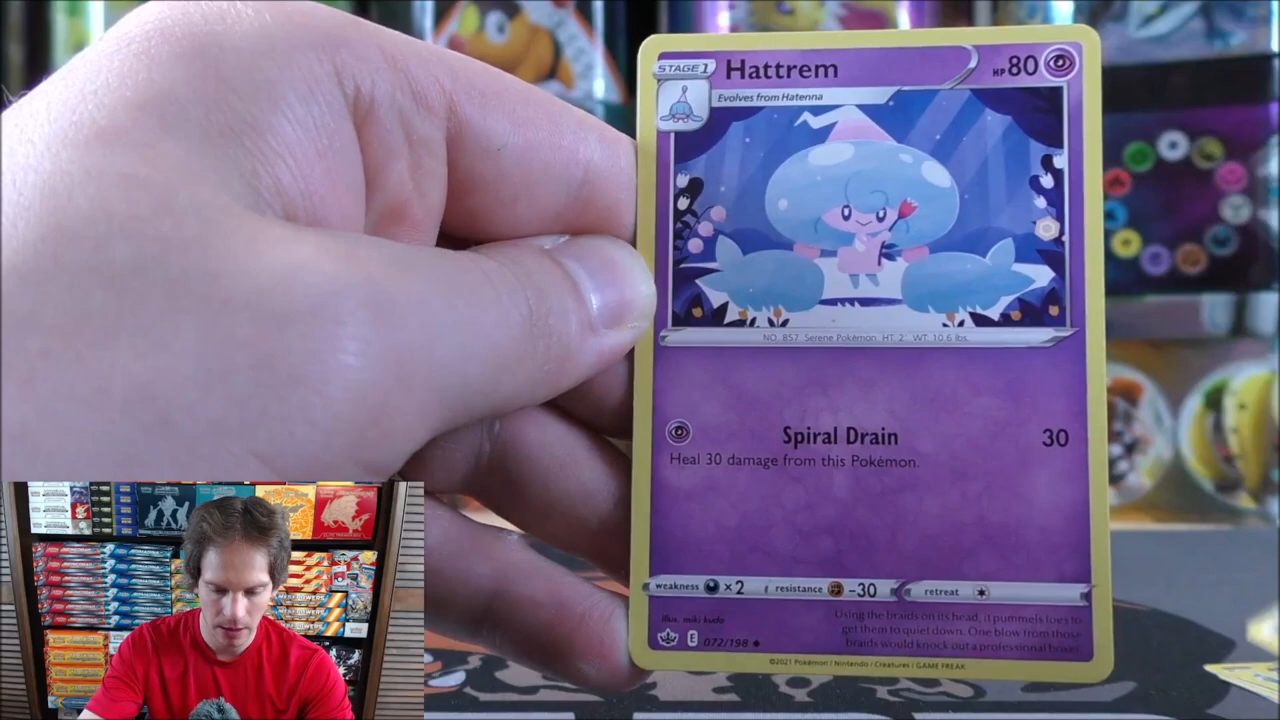 STAGE 1 Hattrem HP 80
Evolves from Hatenna
NO. 857 Serene Pokémon HT: 2' WT: 10.6 lbs.
Spiral Drain 30
Heal 30 damage from this Pokémon.
weakness ×2 resistance -30 retreat
Illus. miki kudo
E 072/198
Using the braids on its head, it pummels foes to
get them to quiet down. One blow from those
braids would knock out a professional boxer.
©2021 Pokémon / Nintendo / Creatures / GAME FREAK